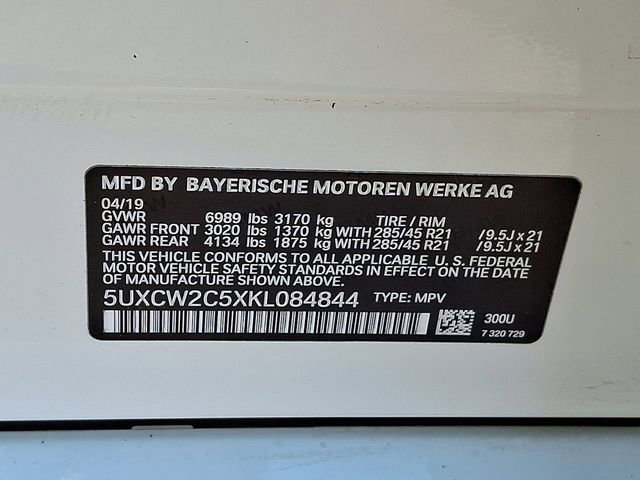 MFD BY BAYERISCHE MOTOREN WERKE AG
04/19
GVWR 6989 lbs 3170 kg TIRE / RIM
GAWR FRONT 3020 lbs 1370 kg WITH 285/45 R21 /9.5J x 21
GAWR REAR 4134 lbs 1875 kg WITH 285/45 R21 /9.5J x 21
THIS VEHICLE CONFORMS TO ALL APPLICABLE U. S. FEDERAL
MOTOR VEHICLE SAFETY STANDARDS IN EFFECT ON THE DATE
OF MANUFACTURE SHOWN ABOVE.
5UXCW2C5XKL084844 TYPE: MPV
300U
7 320 729